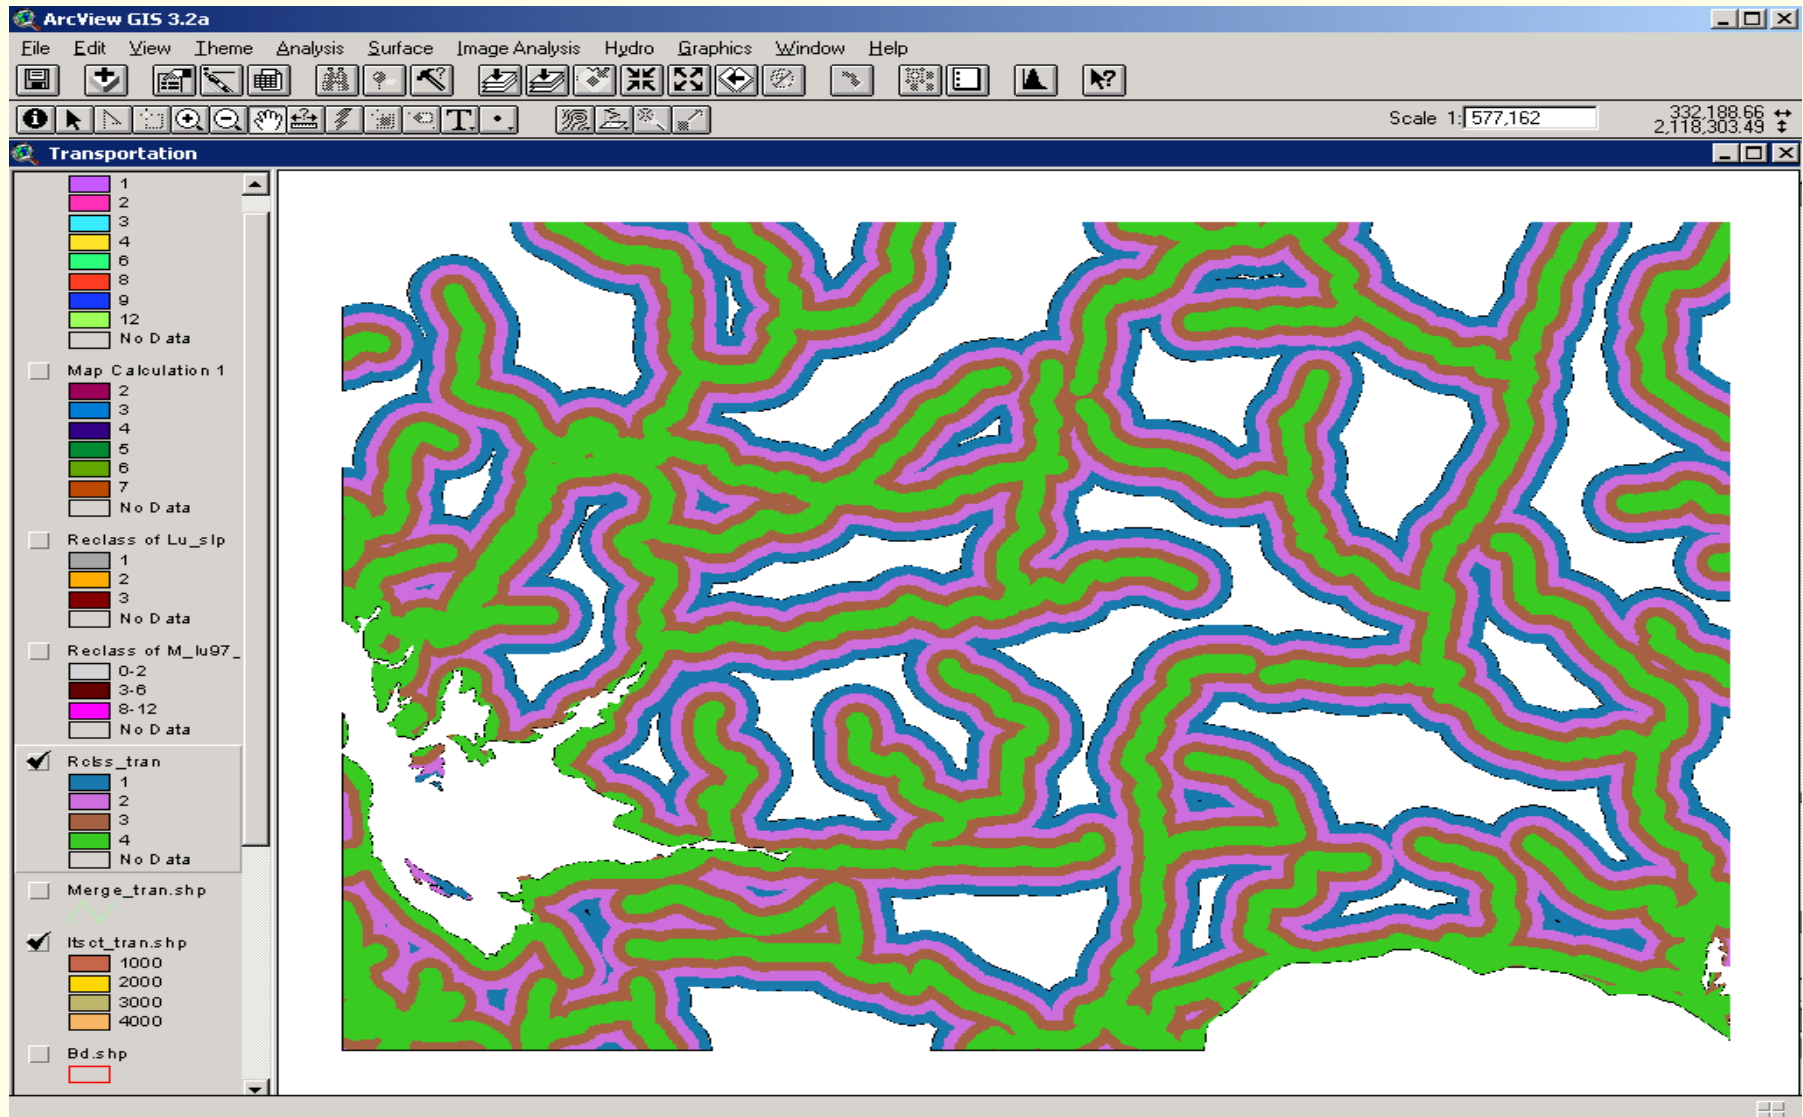 ArcView GIS 3.2a
File Edit View Theme Analysis Surface Image Analysis Hydro Graphics Window Help
Scale 1: 577,162
332,188.66
2,118,303.49
Transportation
1
2
3
4
6
8
9
12
No Data
Map Calculation 1
2
3
4
5
6
7
No Data
Reclass of Lu_slp
1
2
3
No Data
Reclass of M_lu97_
0-2
3-6
8-12
No Data
Rclss_tran
1
2
3
4
No Data
Merge_tran.shp
Itsct_tran.shp
1000
2000
3000
4000
Bd.shp